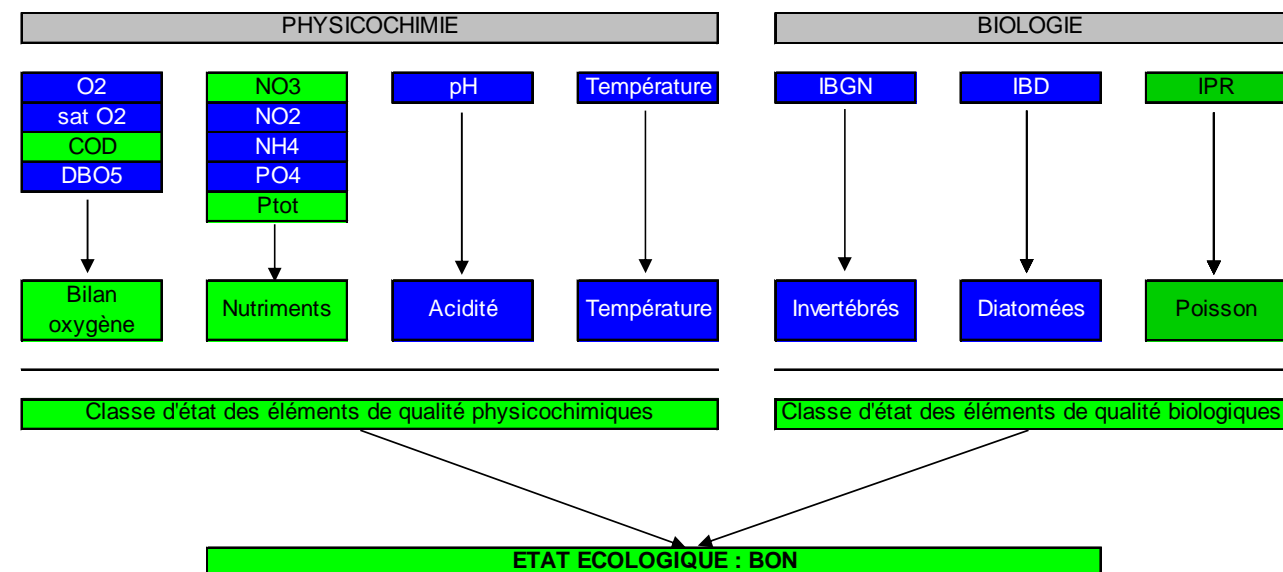 PHYSICOCHIMIE
BIOLOGIE
O2
NO3
pH
Température
IBGN
IBD
IPR
sat O2
NO2
COD
NH4
DBO5
PO4
Ptot
Bilan
oxygène
Nutriments
Acidité
Température
Invertébrés
Diatomées
Poisson
Classe d'état des éléments de qualité physicochimiques
Classe d'état des éléments de qualité biologiques
ETAT ECOLOGIQUE : BON